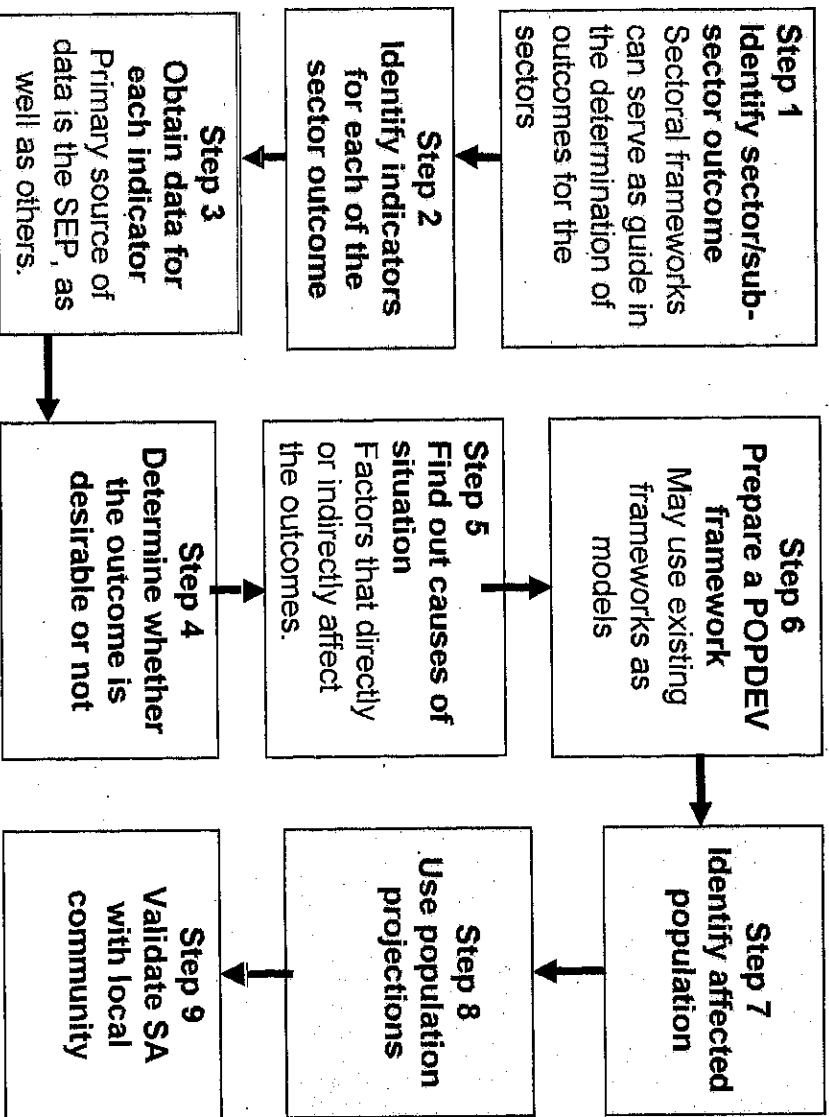 Step 1
Identify sector/sub-
sector outcome
Sectoral frameworks
can serve as guide in
the determination of
outcomes for the
sectors
Step 2
Identify indicators
for each of the
sector outcome
Step 3
Obtain data for
each indicator
Primary source of
data is the SEP, as
well as others.
Step 4
Determine whether
the outcome is
desirable or not
Step 5
Find out causes of
situation
Factors that directly
or indirectly affect
the outcomes.
Step 6
Prepare a POPDEV
framework
May use existing
frameworks as
models
Step 7
Identify affected
population
Step 8
Use population
projections
Step 9
Validate SA
with local
community